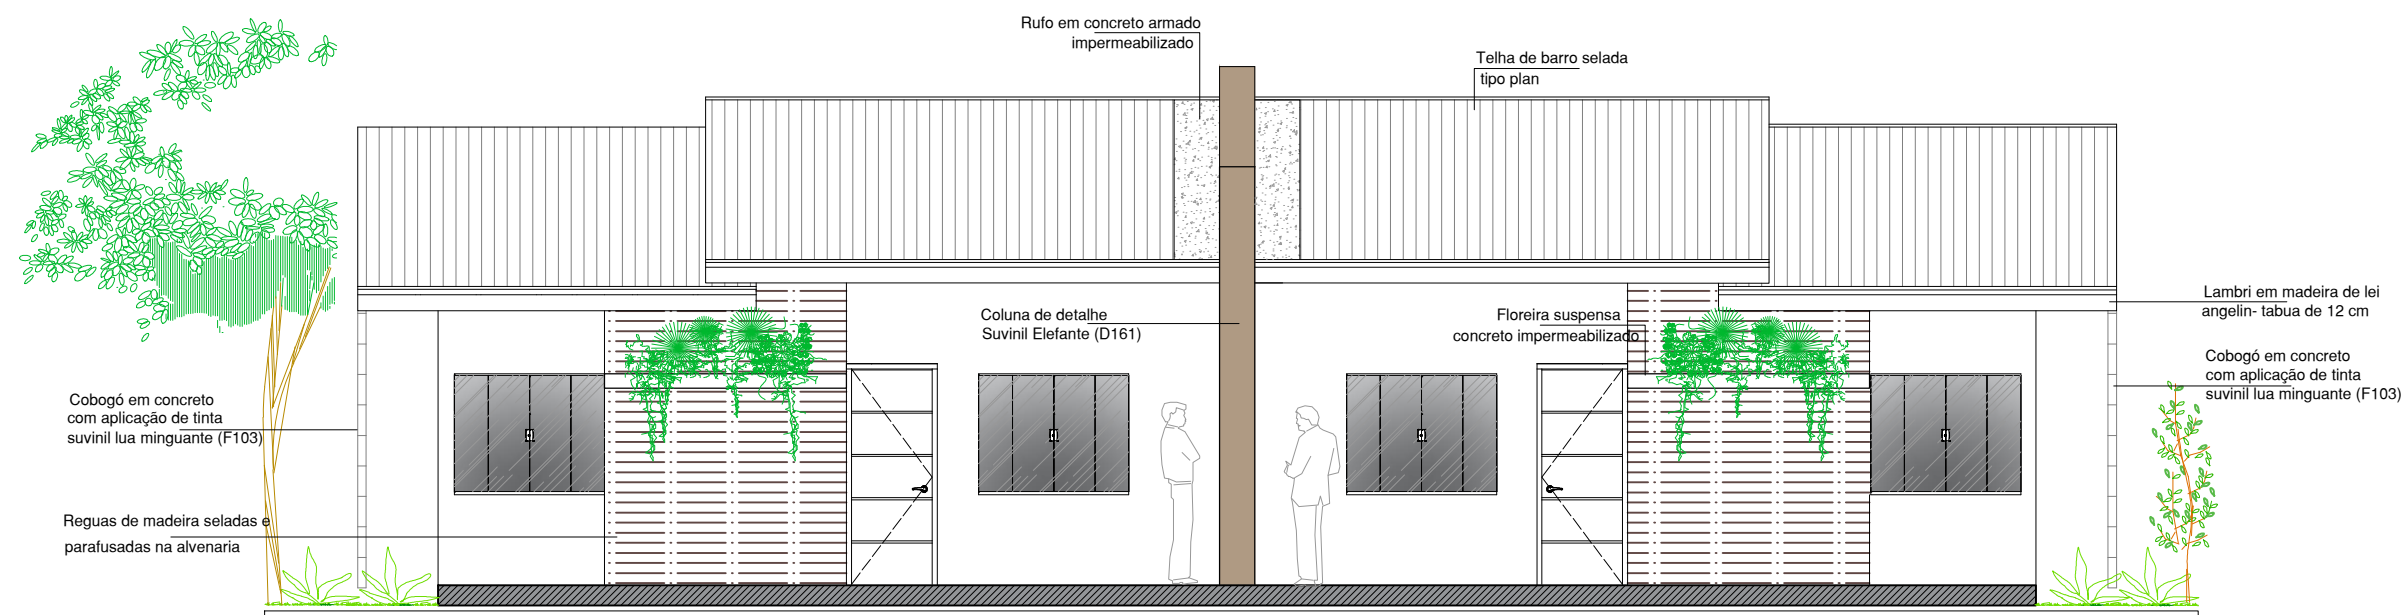 Rufo em concreto armado
impermeabilizado
Telha de barro selada
tipo plan
Coluna de detalhe
Suvinil Elefante (D161)
Floreira suspensa
concreto impermeabilizado
Lambri em madeira de lei
angelin- tabua de 12 cm
Cobogó em concreto
com aplicação de tinta
suvinil lua minguante (F103)
Cobogó em concreto
com aplicação de tinta
suvinil lua minguante (F103)
Reguas de madeira seladas e
parafusadas na alvenaria